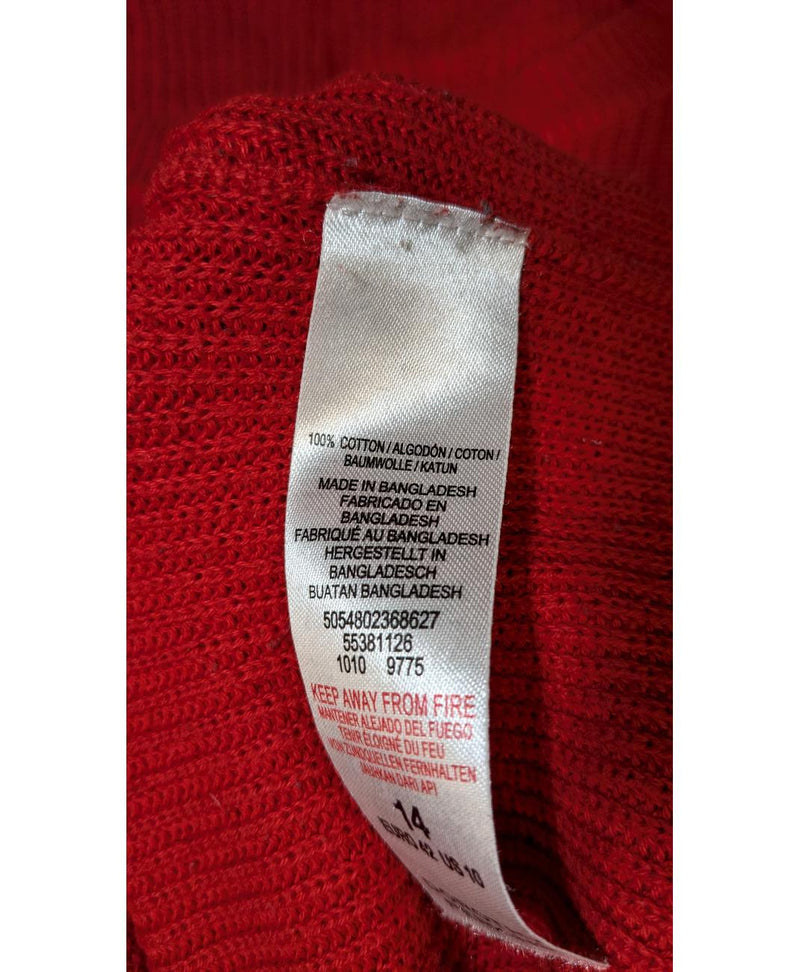 100% COTTON / ALGODÓN / COTON /
BAUMWOLLE / KATUN
MADE IN BANGLADESH
FABRICADO EN
BANGLADESH
FABRIQUÉ AU BANGLADESH
HERGESTELLT IN
BANGLADESCH
BUATAN BANGLADESH
5054802368627
55381126
1010 9775
KEEP AWAY FROM FIRE
MANTENER ALEJADO DEL FUEGO
TENIR ÉLOIGNÉ DU FEU
VON ZUNDQUELLEN FERNHALTEN
JAUHKAN DARI API
14
EURO 42 US 10